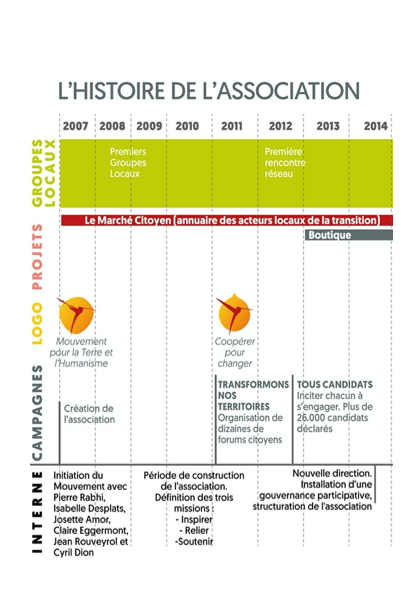 L'HISTOIRE DE L'ASSOCIATION
2007 2008 2009 2010 2011 2012 2013 2014
GROUPES
LOCAUX
Premiers
Groupes
Locaux
Première
rencontre
réseau
PROJETS
Le Marché Citoyen (annuaire des acteurs locaux de la transition)
Boutique
LOGO
Mouvement
pour la Terre et
l'Humanisme
Coopérer
pour
changer
CAMPAGNES
Création de
l'association
TRANSFORMONS
NOS
TERRITOIRES
Organisation de
dizaines de
forums citoyens
TOUS CANDIDATS
Inciter chacun à
s'engager. Plus de
26.000 candidats
déclarés
INTERNE
Initiation du
Mouvement avec
Pierre Rabhi,
Isabelle Desplats,
Josette Amor,
Claire Eggermont,
Jean Rouveyrol et
Cyril Dion
Période de construction
de l'association.
Définition des trois
missions :
- Inspirer
- Relier
-Soutenir
Nouvelle direction.
Installation d'une
gouvernance participative,
structuration de l'association